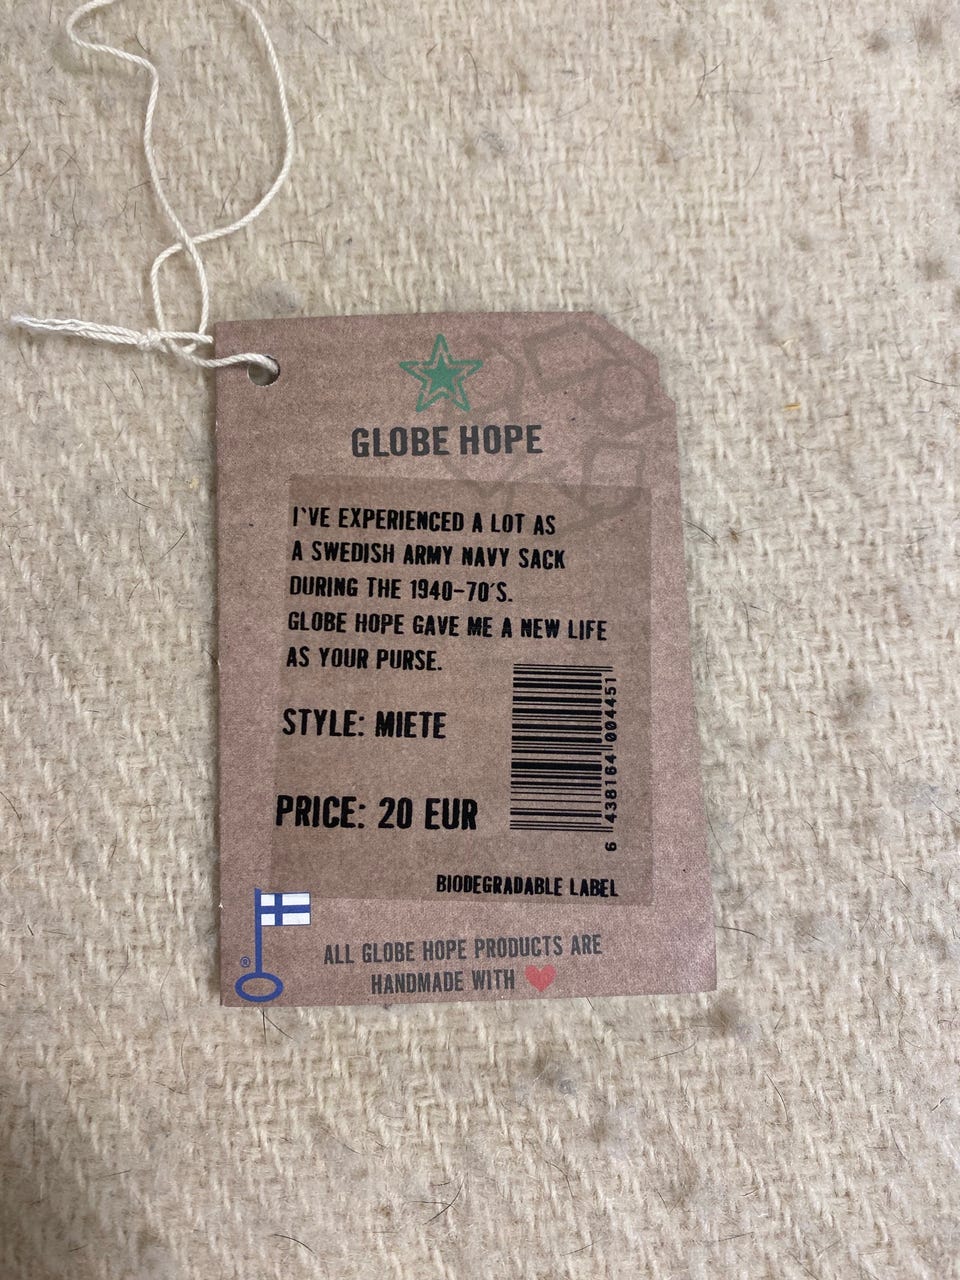 GLOBE HOPE
I`VE EXPERIENCED A LOT AS
A SWEDISH ARMY NAVY SACK
DURING THE 1940-70´S.
GLOBE HOPE GAVE ME A NEW LIFE
AS YOUR PURSE.
STYLE: MIETE
PRICE: 20 EUR
6 438164 004451
BIODEGRADABLE LABEL
®
ALL GLOBE HOPE PRODUCTS ARE
HANDMADE WITH ❤